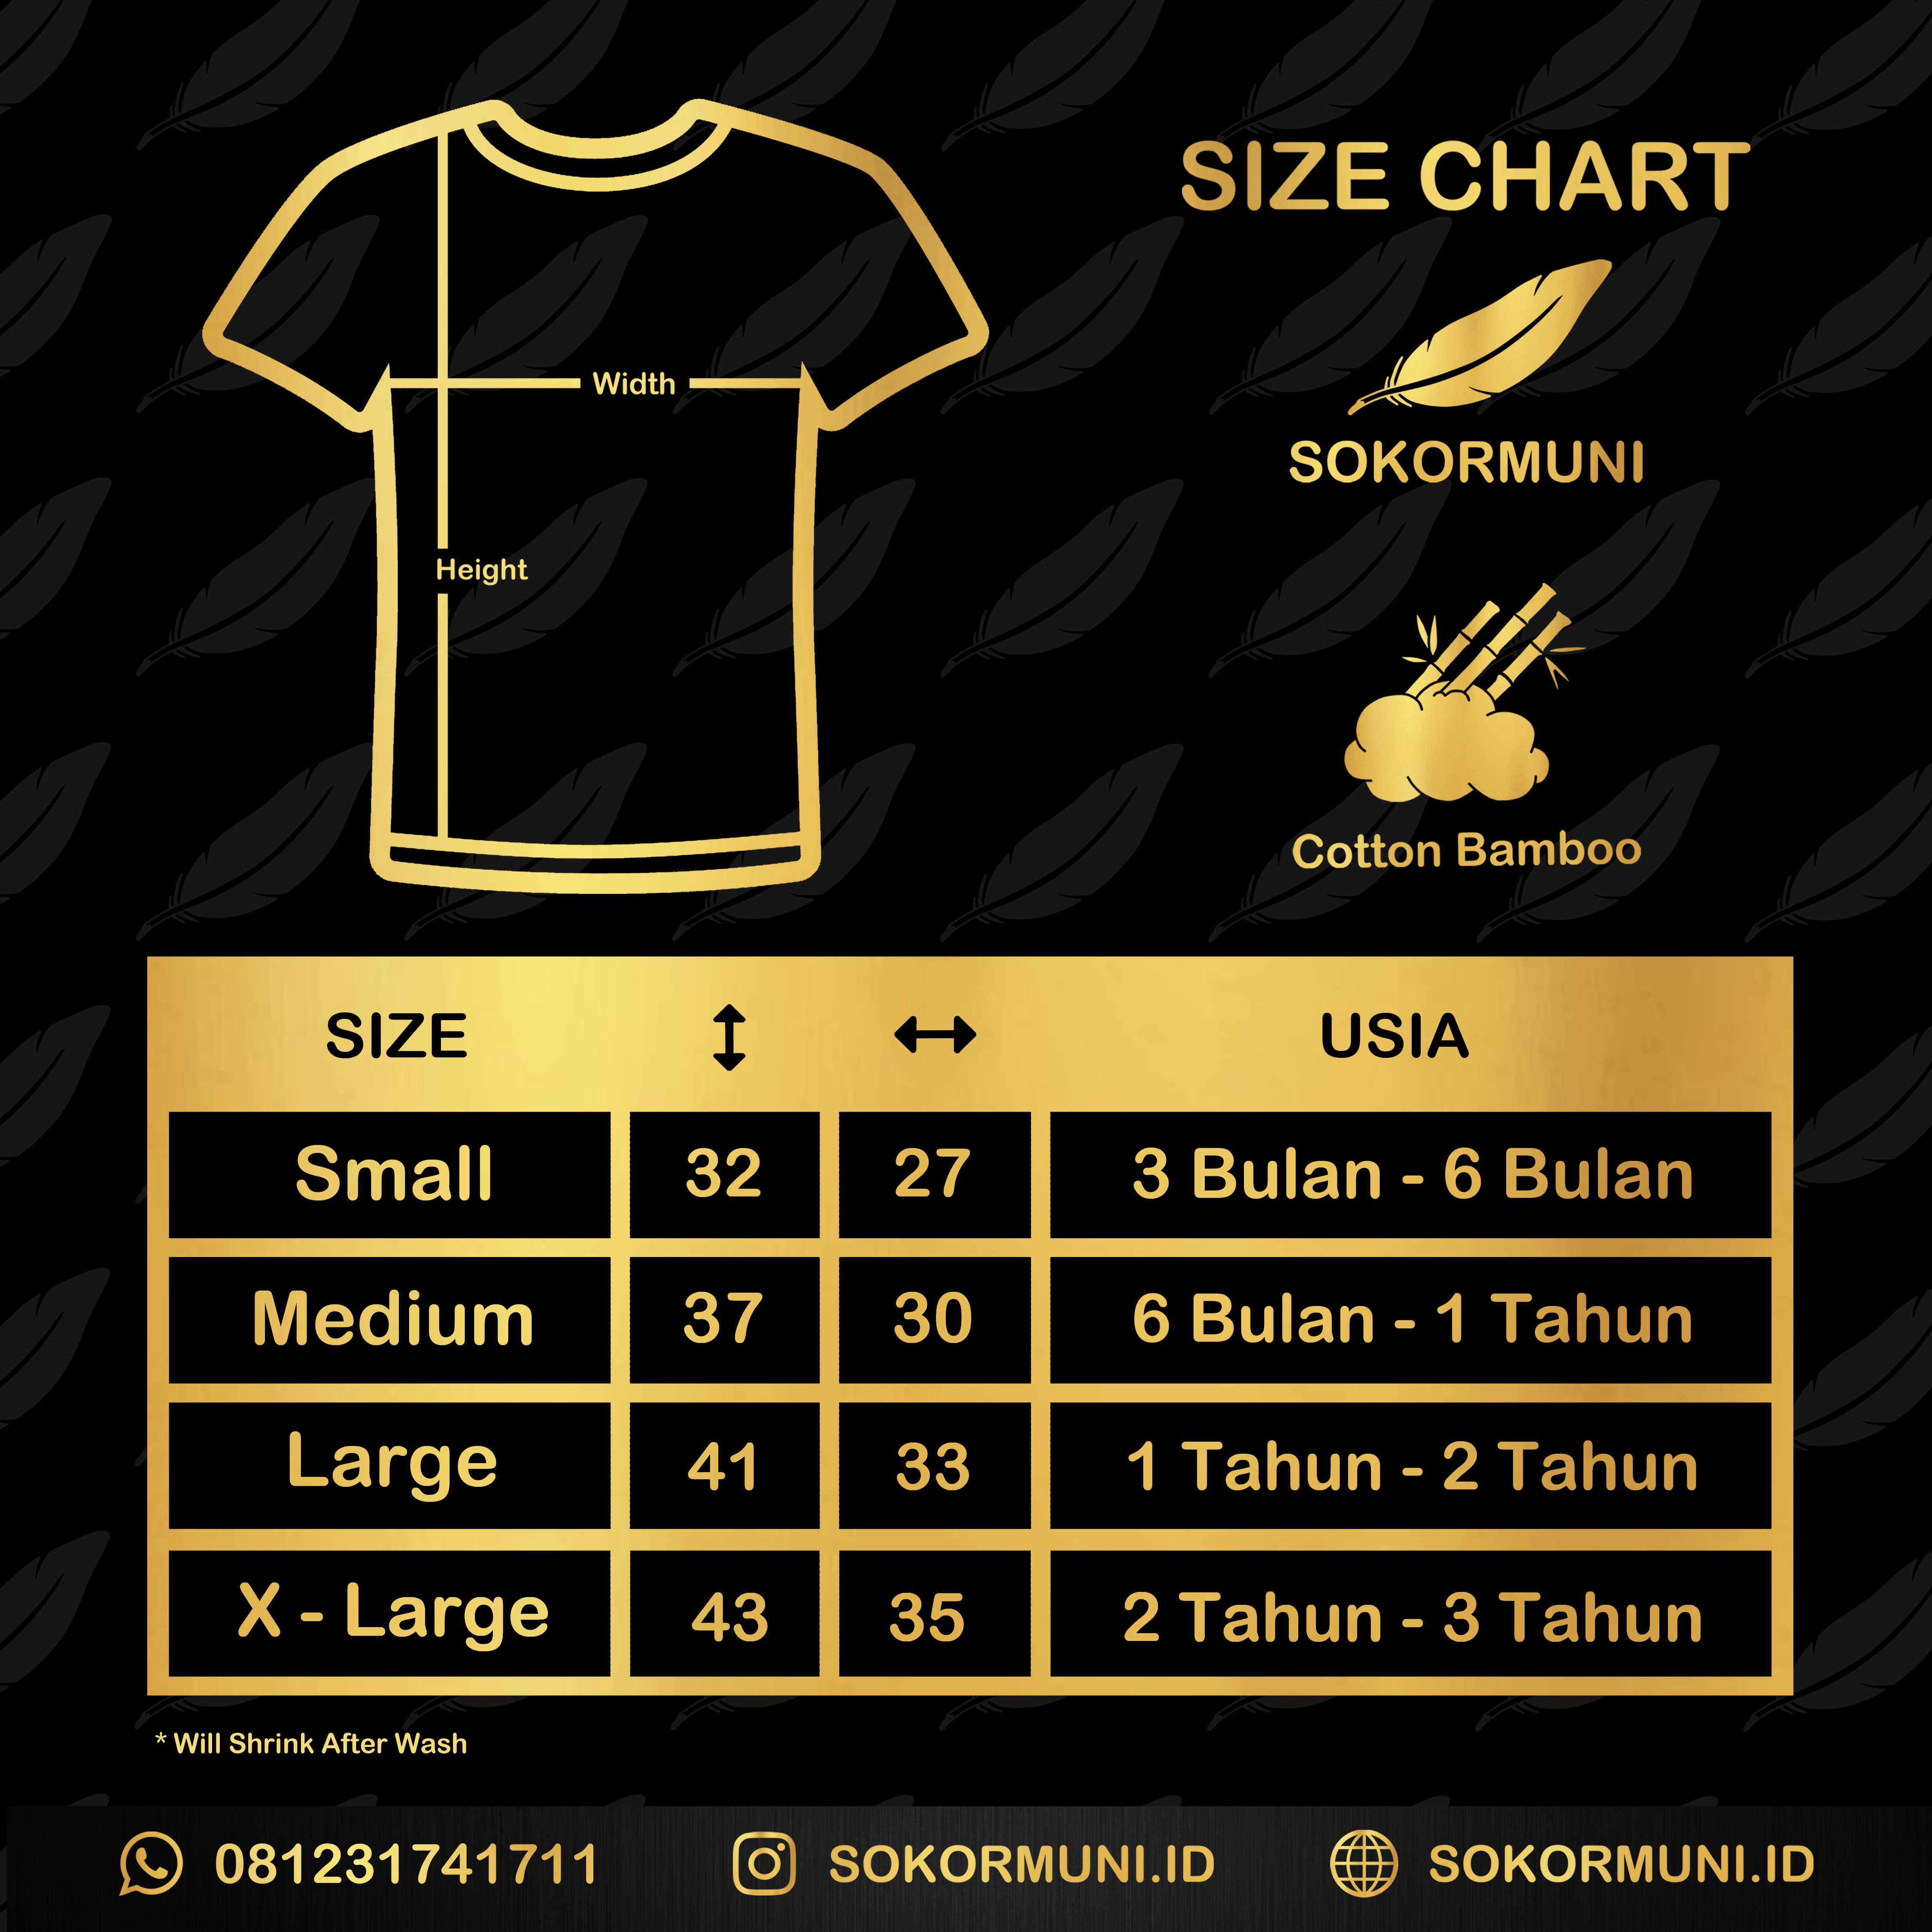 SIZE CHART
SOKORMUNI
Width
Height
Cotton Bamboo
SIZE USIA
Small 32 27 3 Bulan - 6 Bulan
Medium 37 30 6 Bulan - 1 Tahun
Large 41 33 1 Tahun - 2 Tahun
X - Large 43 35 2 Tahun - 3 Tahun
* Will Shrink After Wash
081231741711 SOKORMUNI.ID SOKORMUNI.ID